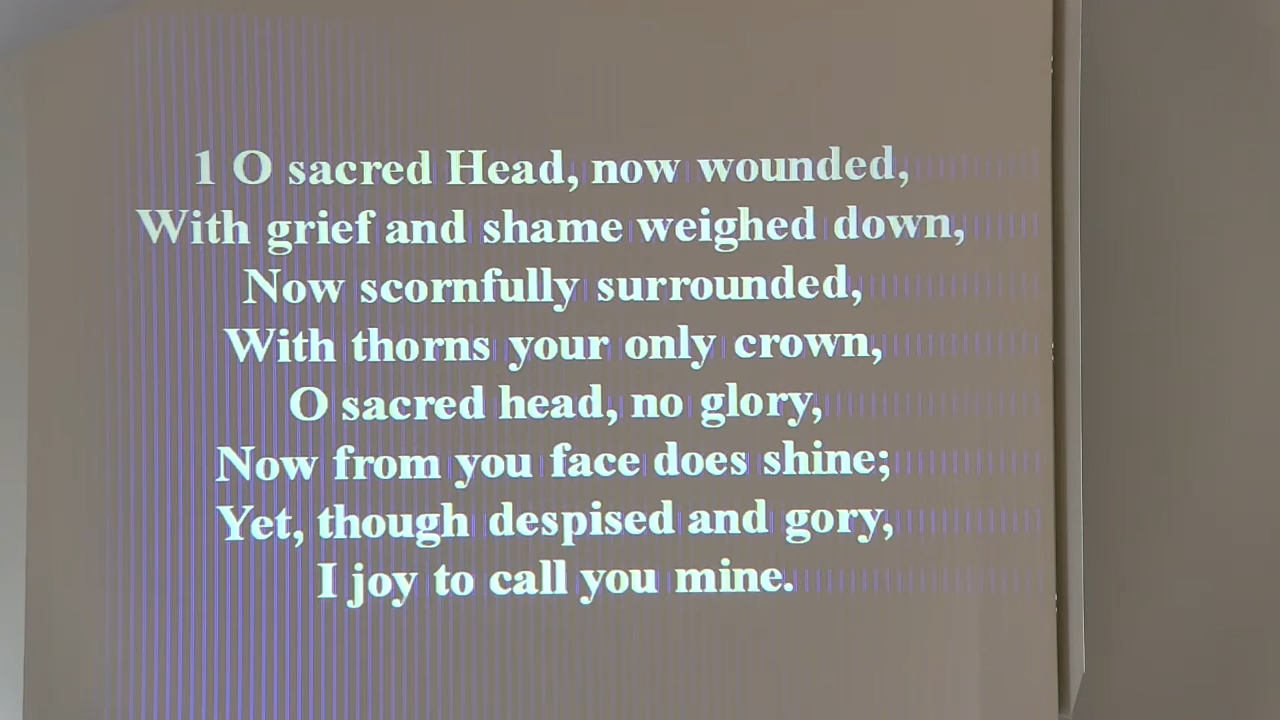 1 O sacred Head, now wounded,
With grief and shame weighed down,
Now scornfully surrounded,
With thorns your only crown,
O sacred head, no glory,
Now from you face does shine;
Yet, though despised and gory,
I joy to call you mine.